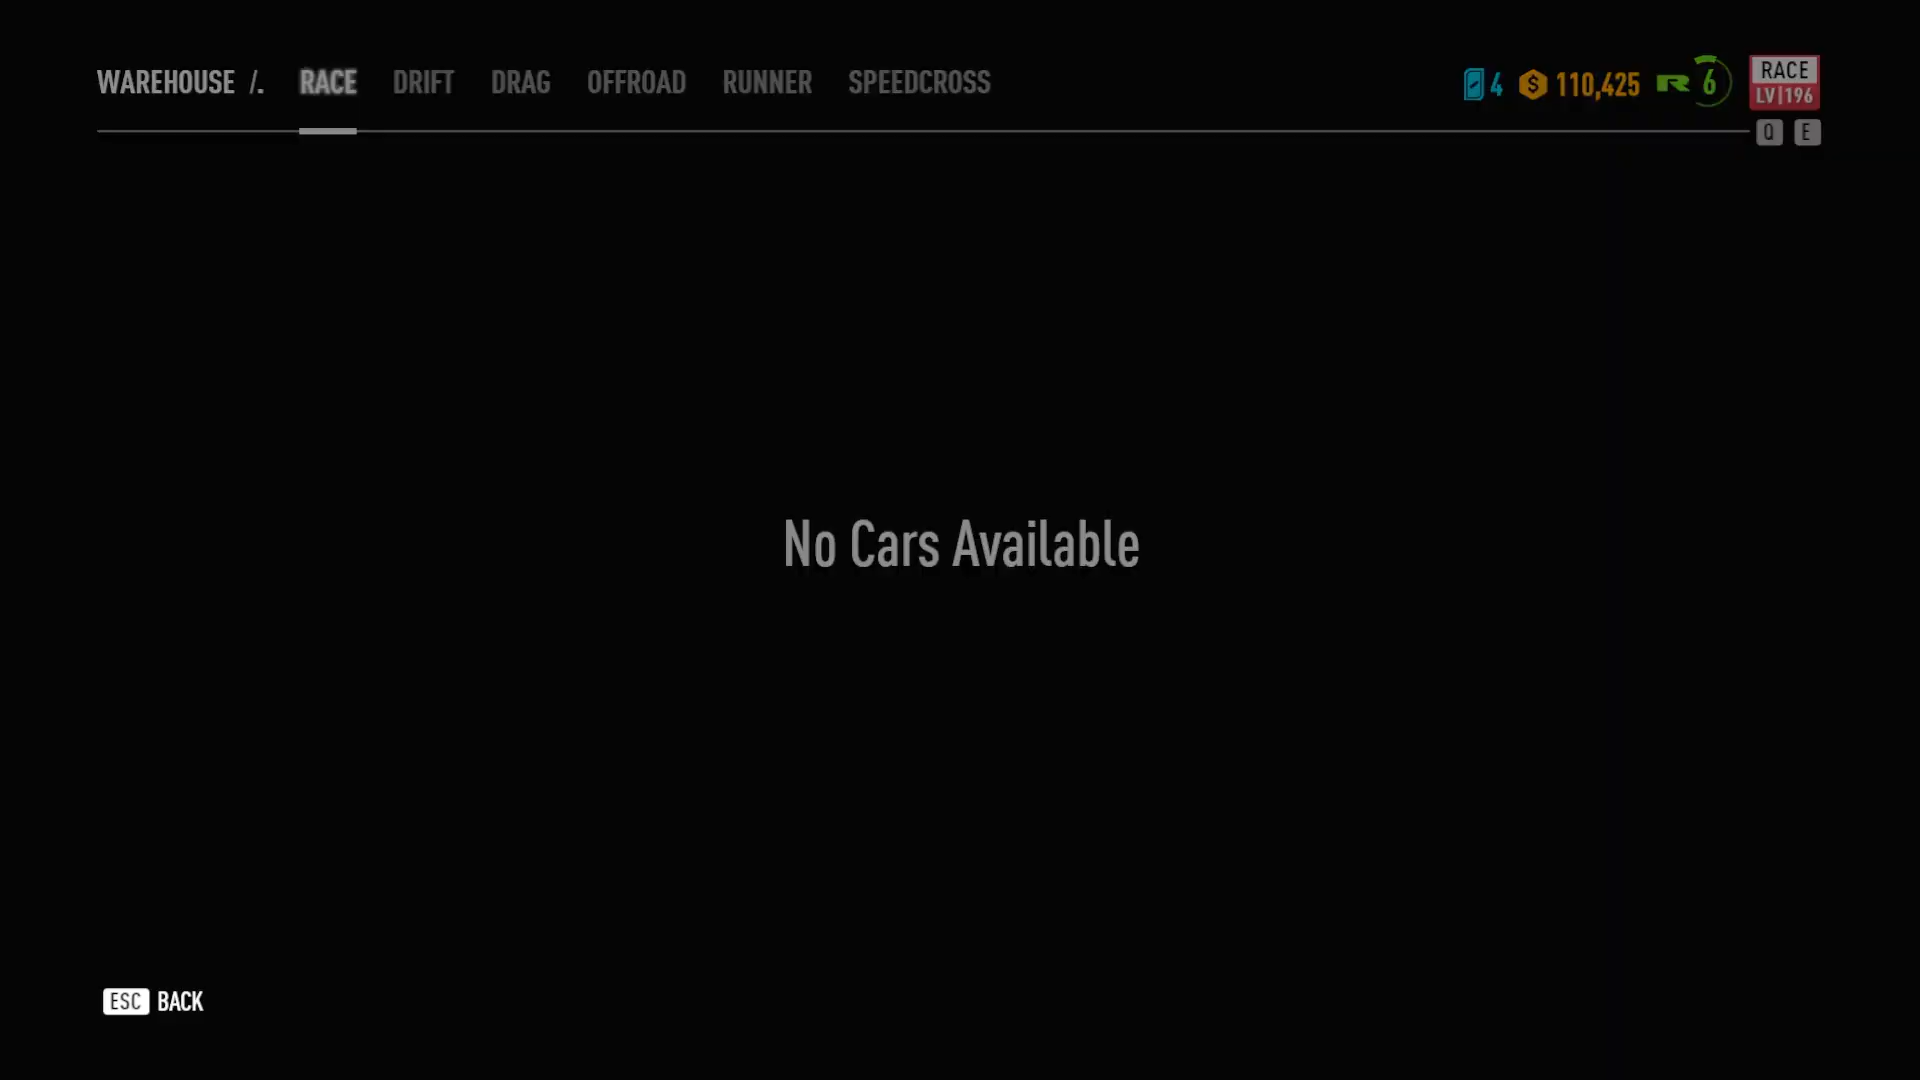 WAREHOUSE /. RACE DRIFT DRAG OFFROAD RUNNER SPEEDCROSS
4 $ 110,425 R 6 RACE
LV|196
Q E
No Cars Available
ESC BACK